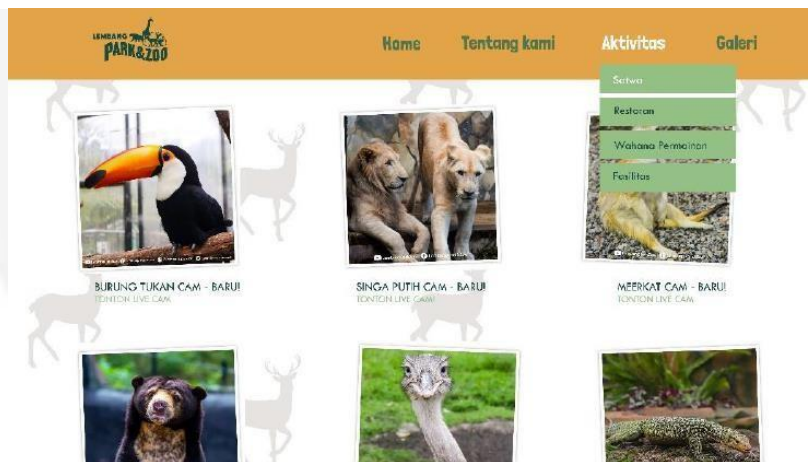 LEMBANG
PARK&ZOO
Home
Tentang kami
Aktivitas
Galeri
Satwa
Restoran
Wahana Permainan
Fasilitas
BURUNG TUKAN CAM - BARU!
TONTON LIVE CAM
SINGA PUTIH CAM - BARU!
TONTON LIVE CAM!
MEERKAT CAM - BARU!
TONTON LIVE CAM